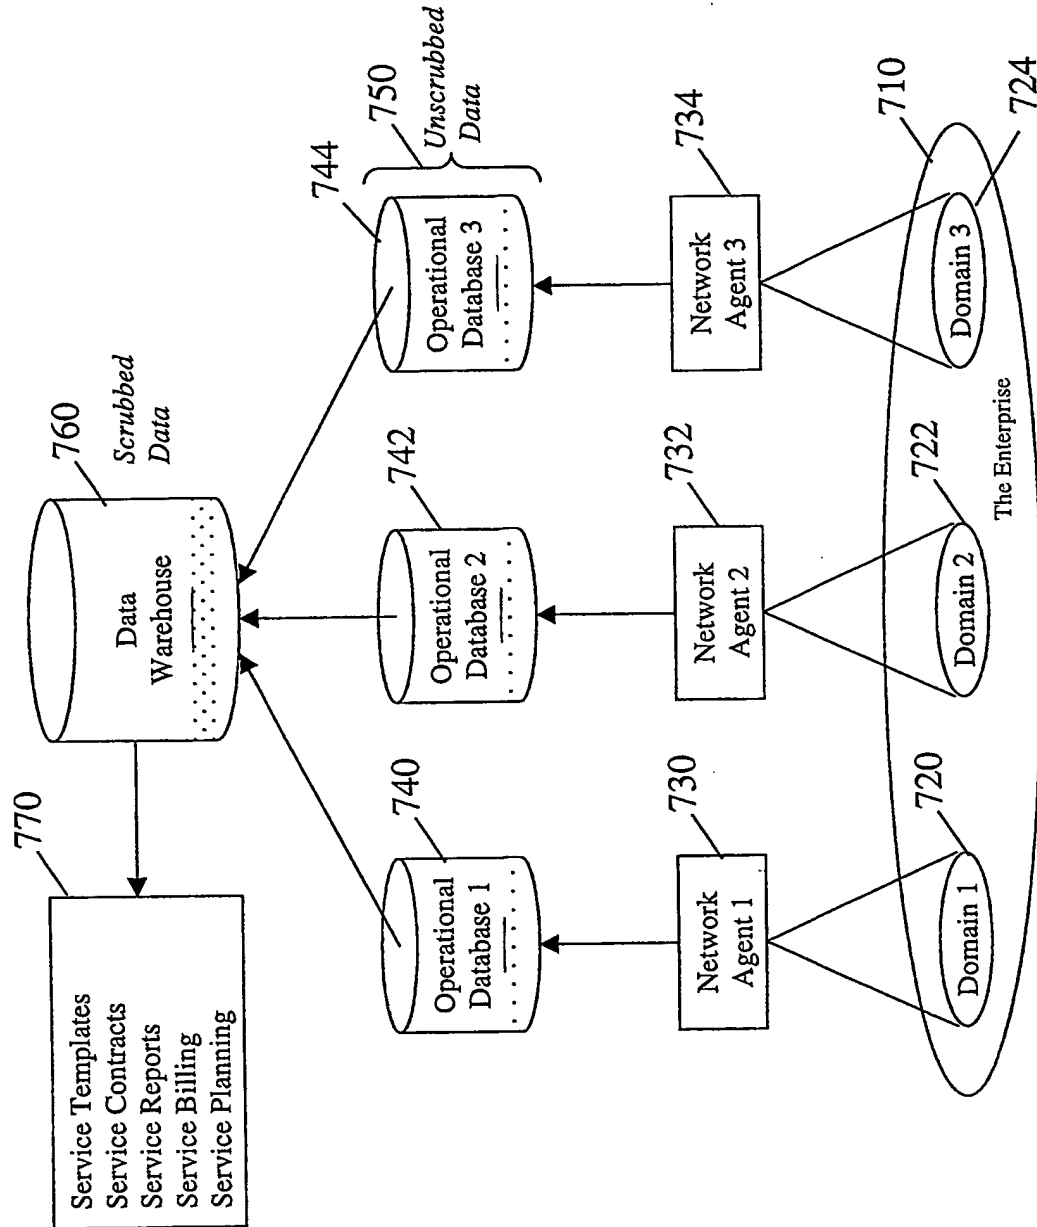 770
Service Templates
Service Contracts
Service Reports
Service Billing
Service Planning
760
Scrubbed
Data
Data
Warehouse
740
Operational
Database 1
742
Operational
Database 2
744
Operational
Database 3
750
Unscrubbed
Data
730
Network
Agent 1
732
Network
Agent 2
734
Network
Agent 3
710
720
Domain 1
722
Domain 2
724
Domain 3
The Enterprise